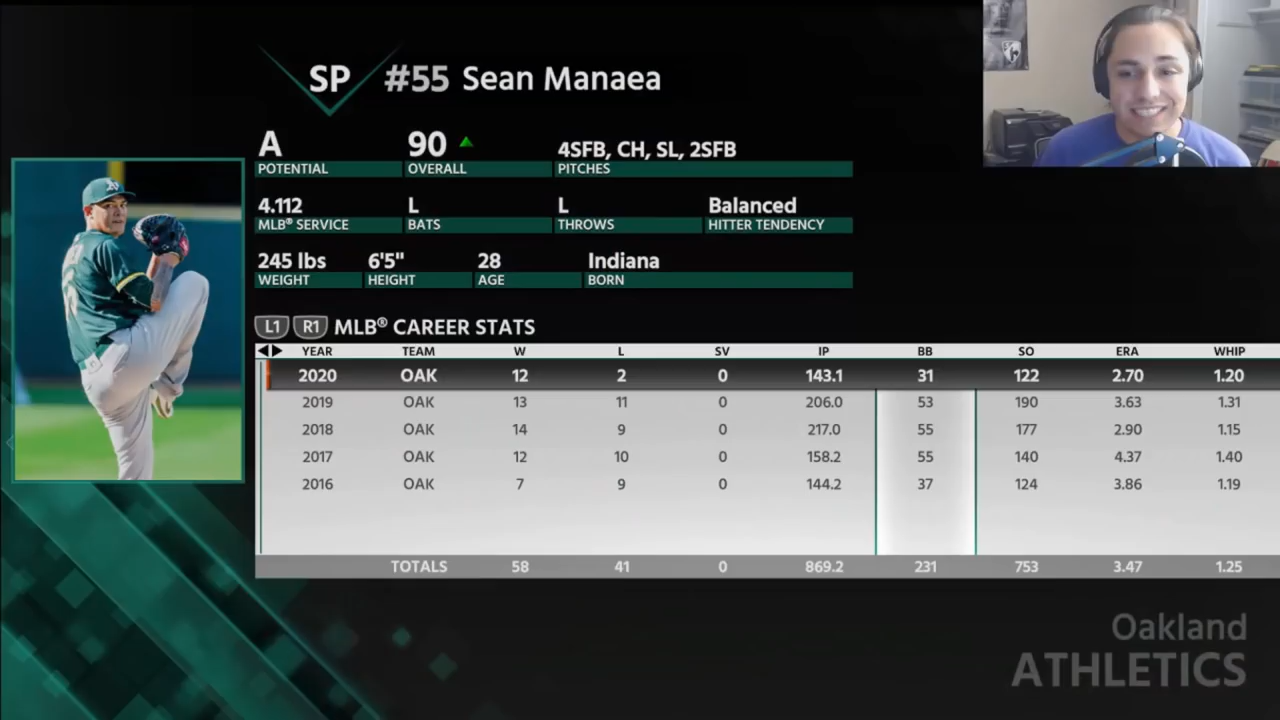 SP #55 Sean Manaea
A 90 4SFB, CH, SL, 2SFB
POTENTIAL OVERALL PITCHES
4.112 L L Balanced
MLB® SERVICE BATS THROWS HITTER TENDENCY
245 lbs 6'5" 28 Indiana
WEIGHT HEIGHT AGE BORN
L1 R1 MLB® CAREER STATS
YEAR TEAM W L SV IP BB SO ERA WHIP
2020 OAK 12 2 0 143.1 31 122 2.70 1.20
2019 OAK 13 11 0 206.0 53 190 3.63 1.31
2018 OAK 14 9 0 217.0 55 177 2.90 1.15
2017 OAK 12 10 0 158.2 55 140 4.37 1.40
2016 OAK 7 9 0 144.2 37 124 3.86 1.19
TOTALS 58 41 0 869.2 231 753 3.47 1.25
Oakland
ATHLETICS